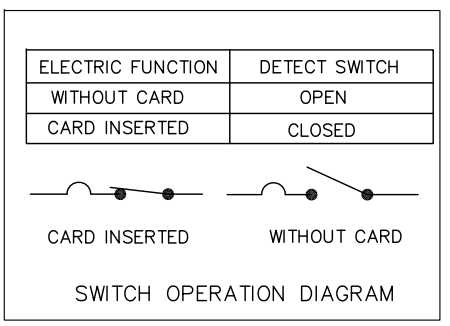 ELECTRIC FUNCTION DETECT SWITCH
WITHOUT CARD OPEN
CARD INSERTED CLOSED
CARD INSERTED WITHOUT CARD
SWITCH OPERATION DIAGRAM